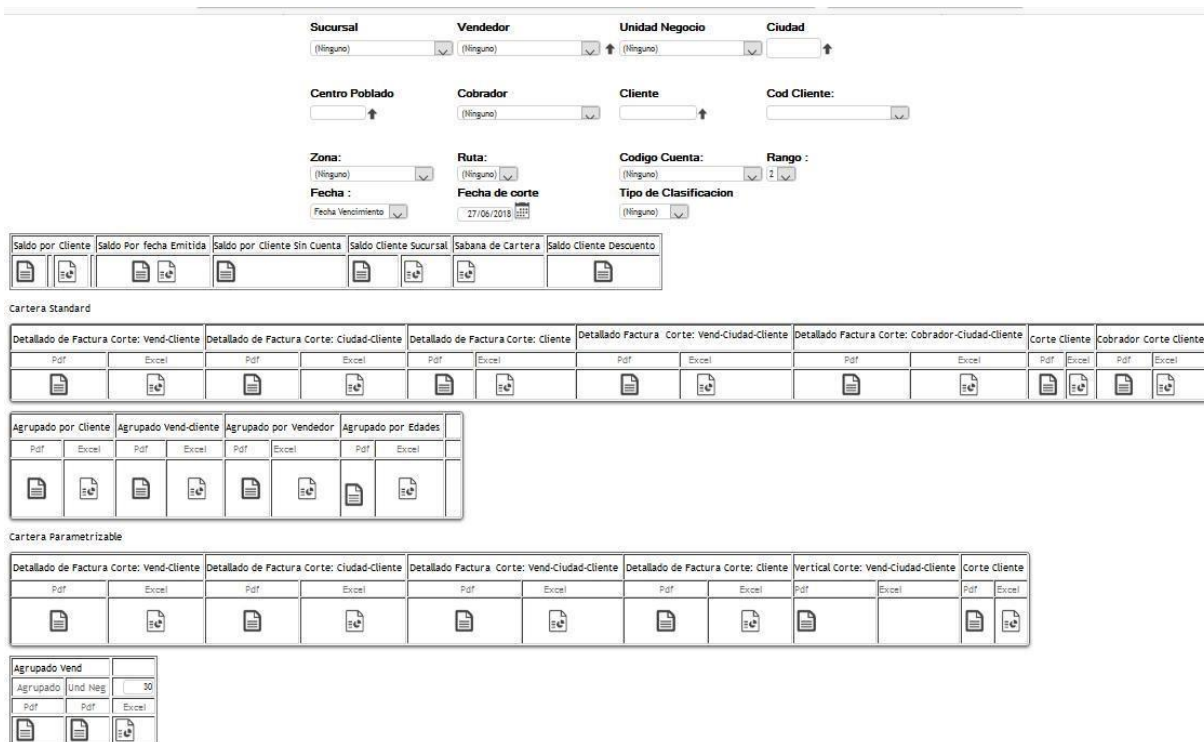 Sucursal Vendedor Unidad Negocio Ciudad
(Ninguno) (Ninguno) (Ninguno)
Centro Poblado Cobrador Cliente Cod Cliente:
(Ninguno)
Zona: Ruta: Codigo Cuenta: Rango :
(Ninguno) (Ninguno) (Ninguno) 2
Fecha : Fecha de corte Tipo de Clasificacion
Fecha Vencimiento 27/06/2018 (Ninguno)
Saldo por Cliente Saldo Por fecha Emitida Saldo por Cliente Sin Cuenta Saldo Cliente Sucursal Sabana de Cartera Saldo Cliente Descuento
Cartera Standard
Detallado de Factura Corte: Vend-Cliente Detallado de Factura Corte: Ciudad-Cliente Detallado de Factura Corte: Cliente Detallado Factura Corte: Vend-Ciudad-Cliente Detallado Factura Corte: Cobrador-Ciudad-Cliente Corte Cliente Cobrador Corte Cliente
Pdf Excel Pdf Excel Pdf Excel Pdf Excel Pdf Excel Pdf Excel Pdf Excel
Agrupado por Cliente Agrupado Vend-cliente Agrupado por Vendedor Agrupado por Edades
Pdf Excel Pdf Excel Pdf Excel Pdf Excel
Cartera Parametrizable
Detallado de Factura Corte: Vend-Cliente Detallado de Factura Corte: Ciudad-Cliente Detallado Factura Corte: Vend-Ciudad-Cliente Detallado de Factura Corte: Cliente Vertical Corte: Vend-Ciudad-Cliente Corte Cliente
Pdf Excel Pdf Excel Pdf Excel Pdf Excel Pdf Excel Pdf Excel
Agrupado Vend
Agrupado Und Neg 30
Pdf Pdf Excel